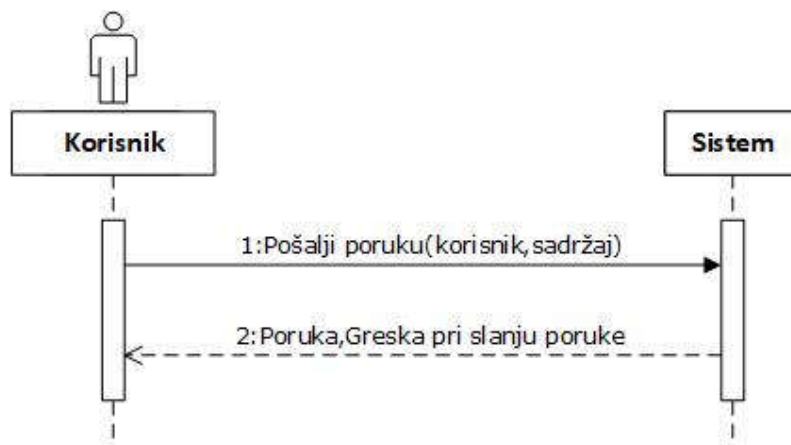 Korisnik
Sistem
1:Pošalji poruku(korisnik,sadržaj)
2:Poruka,Greska pri slanju poruke